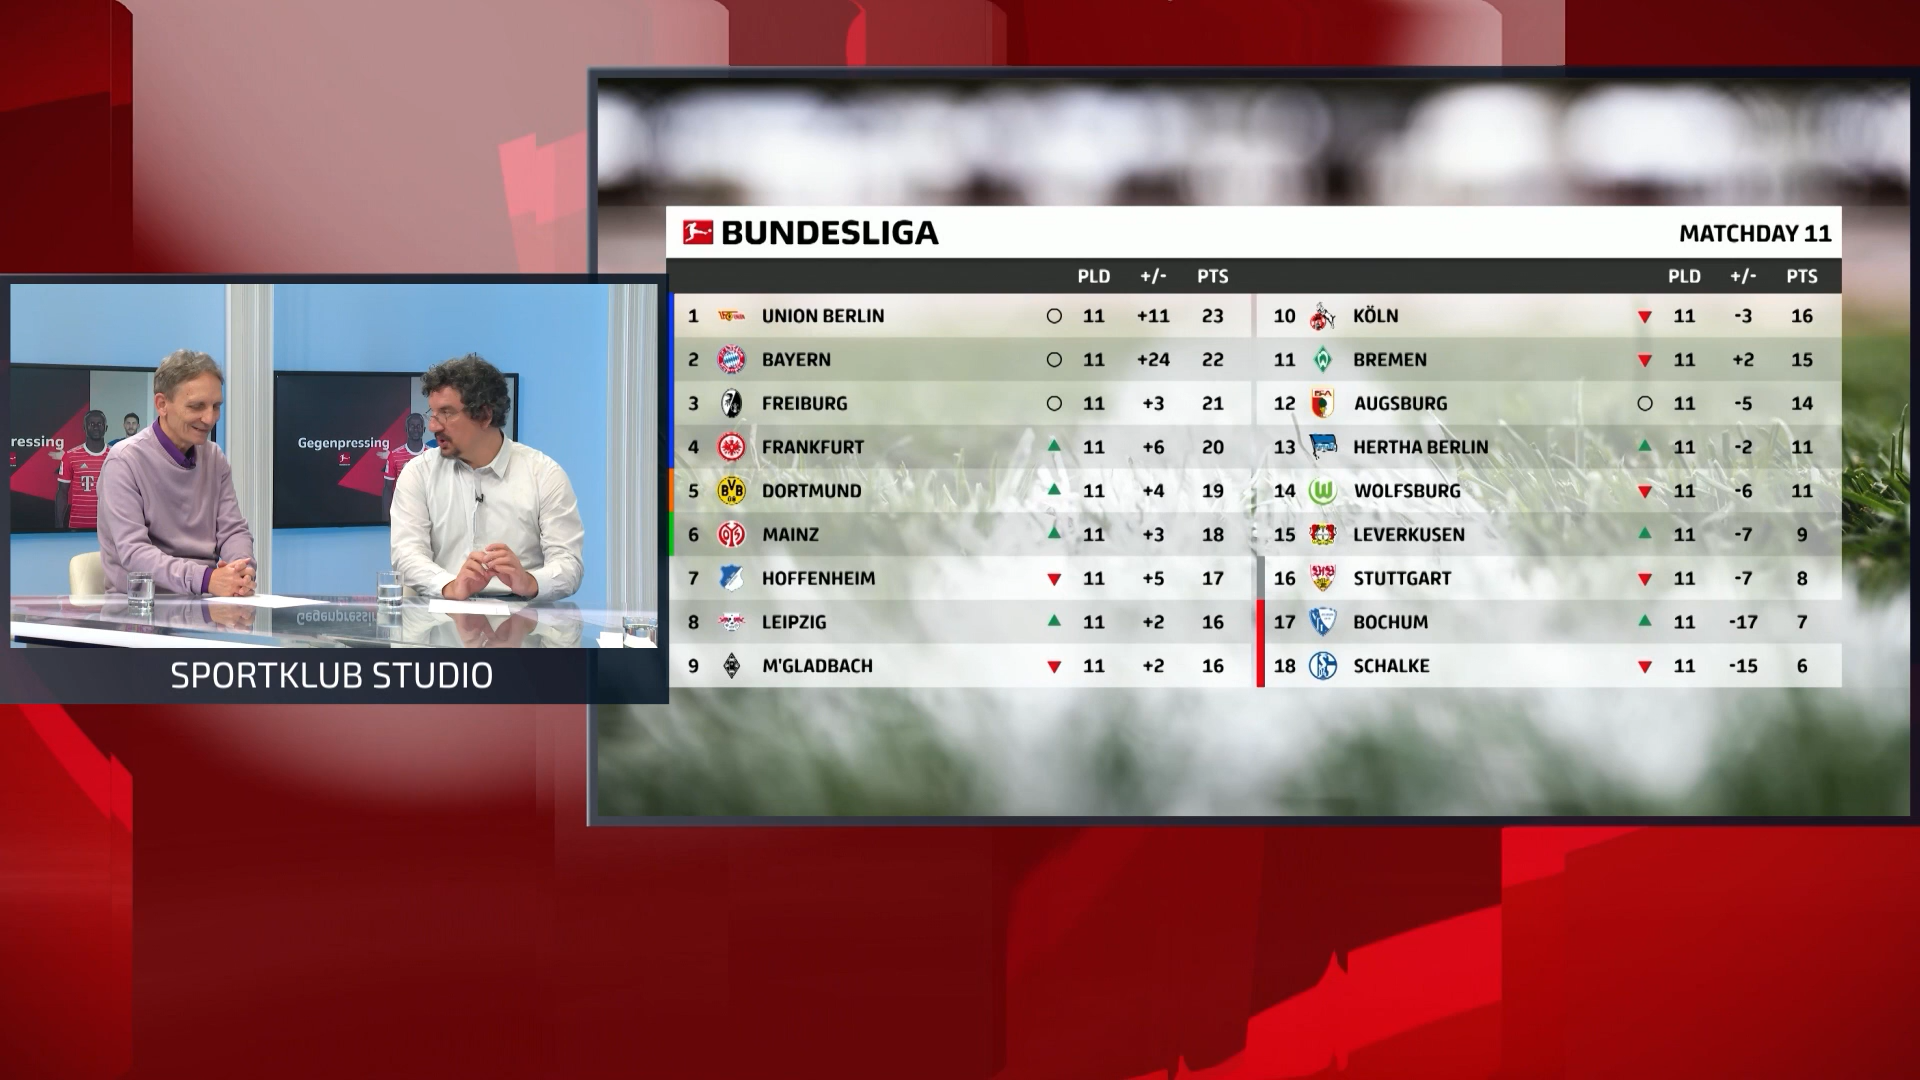 BUNDESLIGA MATCHDAY 11
PLD +/- PTS PLD +/- PTS
1 UNION BERLIN 11 +11 23
2 BAYERN 11 +24 22
3 FREIBURG 11 +3 21
4 FRANKFURT 11 +6 20
5 DORTMUND 11 +4 19
6 MAINZ 11 +3 18
7 HOFFENHEIM 11 +5 17
8 LEIPZIG 11 +2 16
9 M'GLADBACH 11 +2 16
10 KÖLN 11 -3 16
11 BREMEN 11 +2 15
12 AUGSBURG 11 -5 14
13 HERTHA BERLIN 11 -2 11
14 WOLFSBURG 11 -6 11
15 LEVERKUSEN 11 -7 9
16 STUTTGART 11 -7 8
17 BOCHUM 11 -17 7
18 SCHALKE 11 -15 6
ressing
Gegenpressing
SPORTKLUB STUDIO